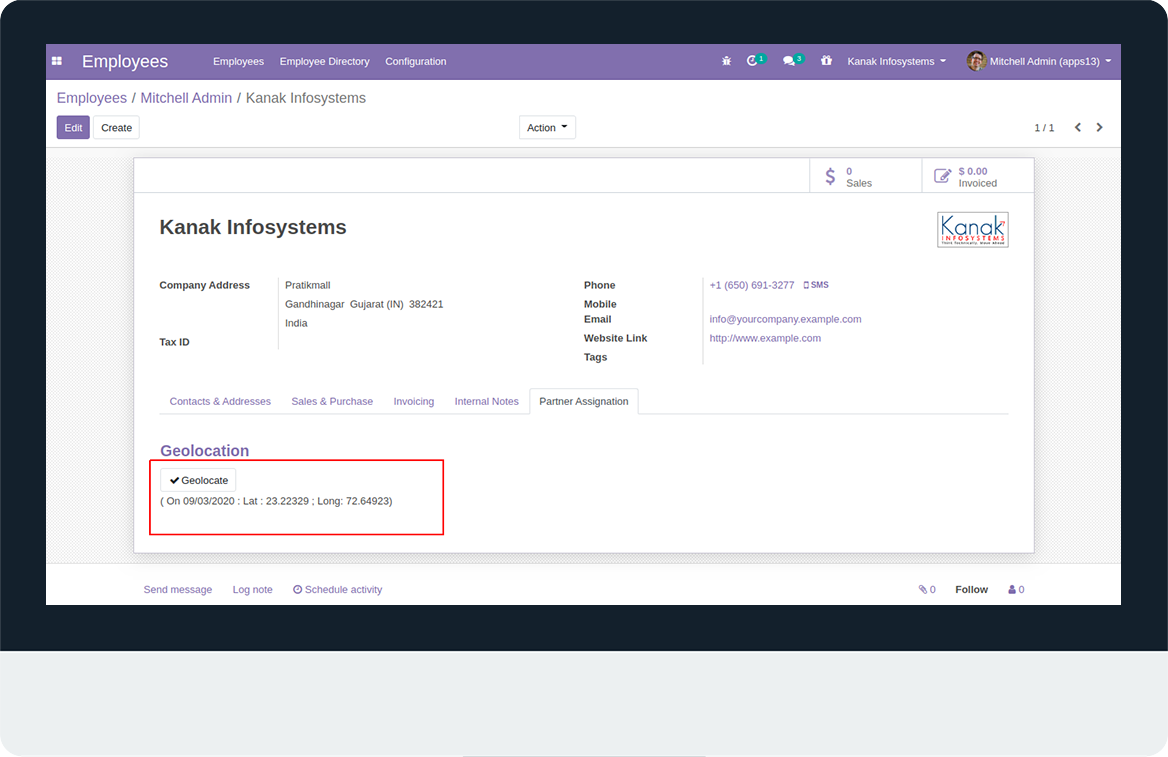 Employees Employees Employee Directory Configuration 1 3 Kanak Infosystems Mitchell Admin (apps13)
Employees / Mitchell Admin / Kanak Infosystems
Edit Create Action 1 / 1
0 $ 0.00
Sales Invoiced
Kanak Infosystems
Kanak
INFOSYSTEMS
Company Address Pratikmall Phone +1 (650) 691-3277 SMS
Gandhinagar Gujarat (IN) 382421 Mobile
India Email info@yourcompany.example.com
Tax ID Website Link http://www.example.com
Tags
Contacts & Addresses Sales & Purchase Invoicing Internal Notes Partner Assignation
Geolocation
Geolocate
( On 09/03/2020 : Lat : 23.22329 ; Long: 72.64923)
Send message Log note Schedule activity 0 Follow 0